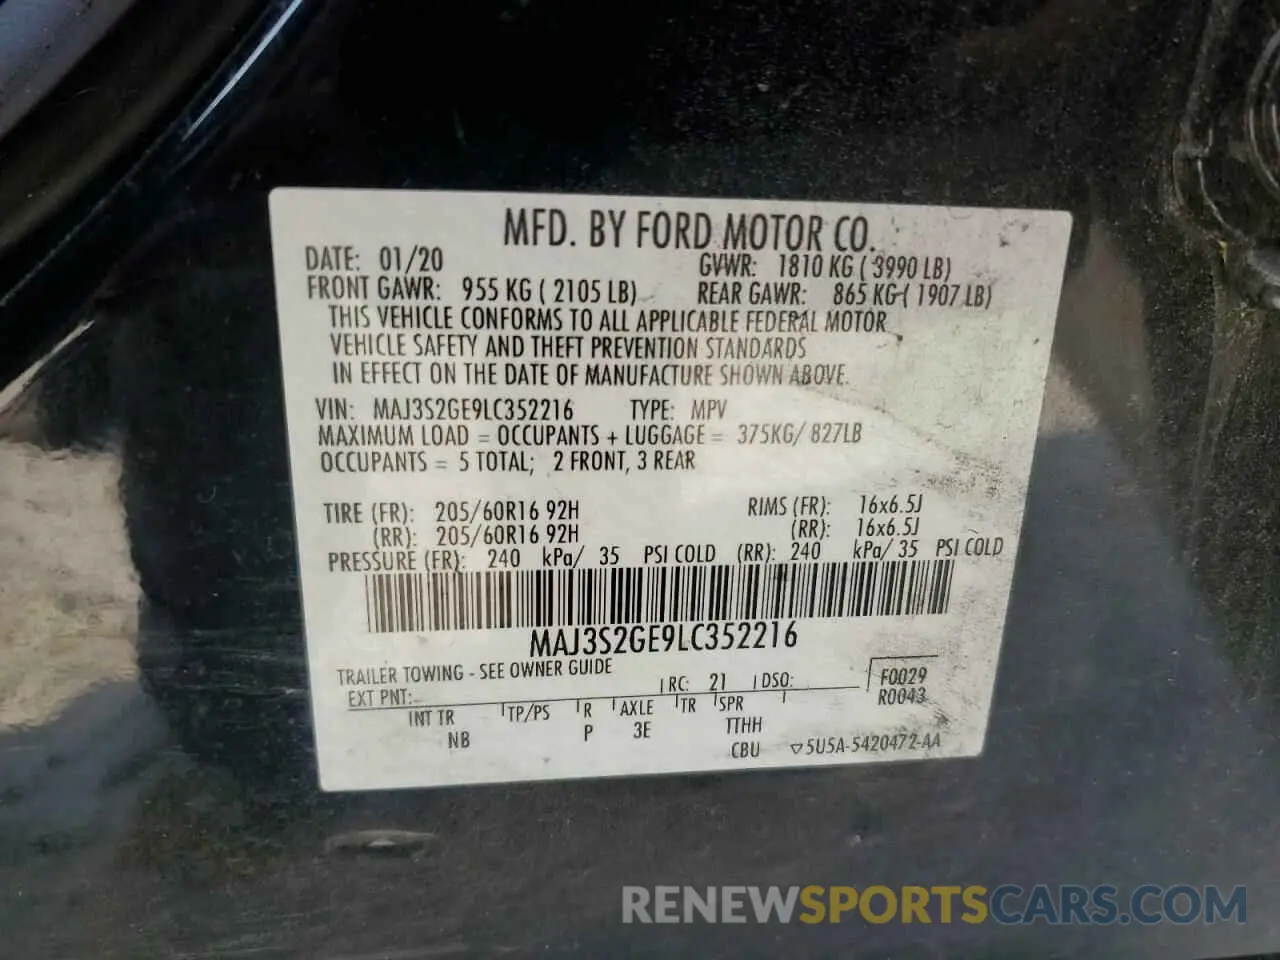 MFD. BY FORD MOTOR CO.
DATE: 01/20 GVWR: 1810 KG ( 3990 LB)
FRONT GAWR: 955 KG ( 2105 LB) REAR GAWR: 865 KG ( 1907 LB)
THIS VEHICLE CONFORMS TO ALL APPLICABLE FEDERAL MOTOR
VEHICLE SAFETY AND THEFT PREVENTION STANDARDS
IN EFFECT ON THE DATE OF MANUFACTURE SHOWN ABOVE.
VIN: MAJ3S2GE9LC352216 TYPE: MPV
MAXIMUM LOAD = OCCUPANTS + LUGGAGE = 375KG/ 827LB
OCCUPANTS = 5 TOTAL; 2 FRONT, 3 REAR
TIRE (FR): 205/60R16 92H RIMS (FR): 16x6.5J
(RR): 205/60R16 92H (RR): 16x6.5J
PRESSURE (FR): 240 kPa/ 35 PSI COLD (RR): 240 kPa/ 35 PSI COLD
MAJ3S2GE9LC352216
TRAILER TOWING - SEE OWNER GUIDE
EXT PNT: RC: 21 DSO: F0029
R0043
INT TR TP/PS R AXLE TR SPR
NB P 3E TTHH
CBU ▽5U5A-5420472-AA
RENEWSPORTSCARS.COM